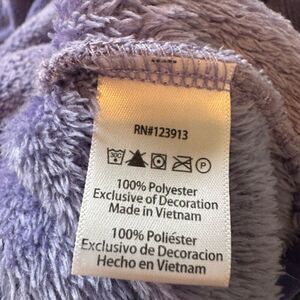 RN#123913
P
100% Polyester
Exclusive of Decoration
Made in Vietnam
100% Poliéster
Exclusivo de Decoracion
Hecho en Vietnam